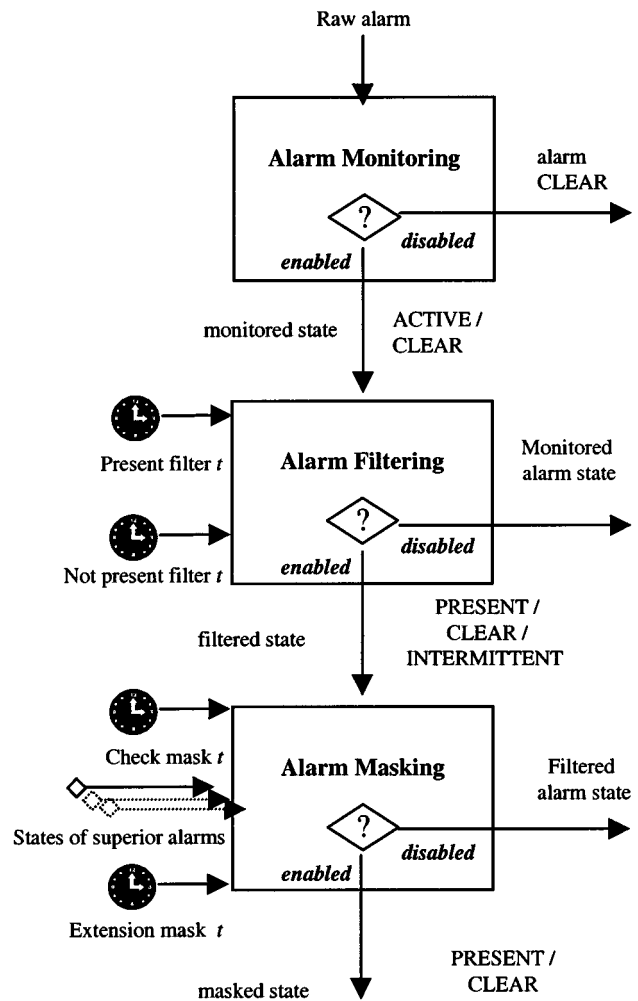 Raw alarm
Alarm Monitoring
alarm
CLEAR
?
disabled
enabled
monitored state
ACTIVE /
CLEAR
Present filter t
Alarm Filtering
Monitored
alarm state
?
disabled
enabled
Not present filter t
filtered state
PRESENT /
CLEAR /
INTERMITTENT
Check mask t
Alarm Masking
Filtered
alarm state
States of superior alarms
?
disabled
enabled
Extension mask t
masked state
PRESENT /
CLEAR